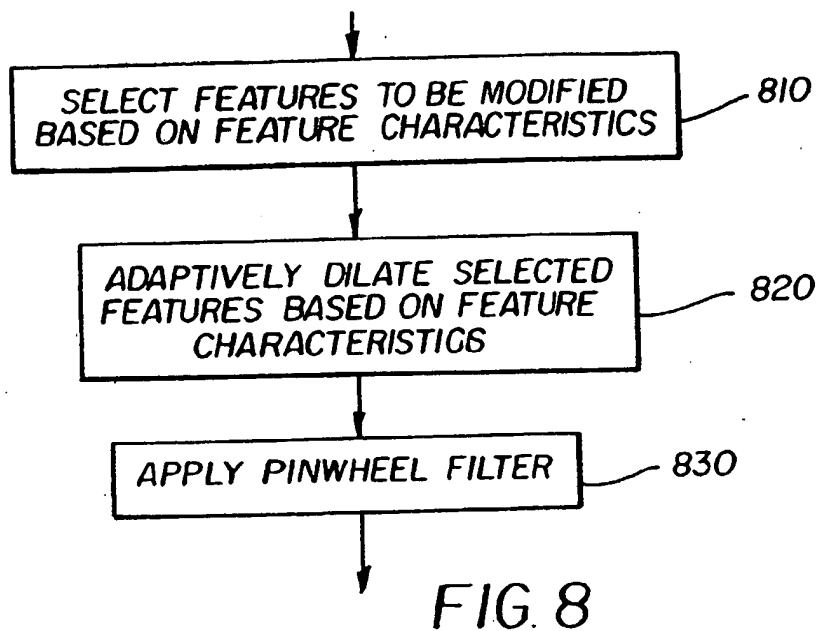 SELECT FEATURES TO BE MODIFIED
BASED ON FEATURE CHARACTERISTICS
810
ADAPTIVELY DILATE SELECTED
FEATURES BASED ON FEATURE
CHARACTERISTICS
820
APPLY PINWHEEL FILTER
830
FIG. 8